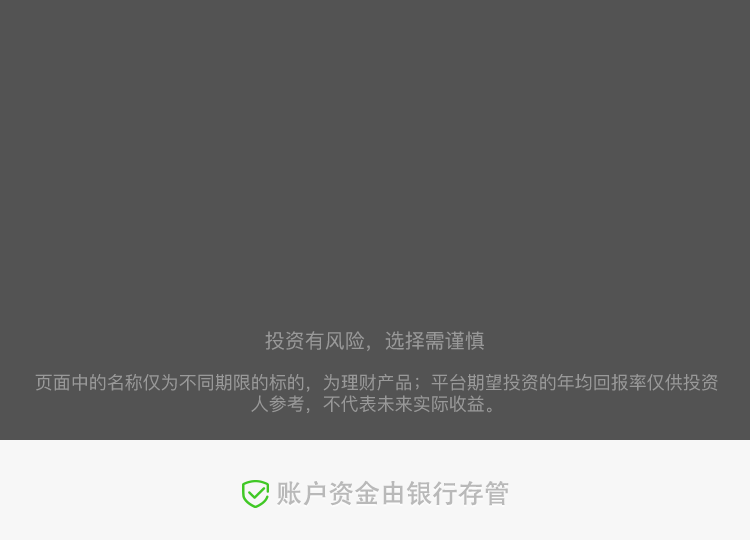 投资有风险，选择需谨慎
页面中的名称仅为不同期限的标的，为理财产品；平台期望投资的年均回报率仅供投资
人参考，不代表未来实际收益。
账户资金由银行存管